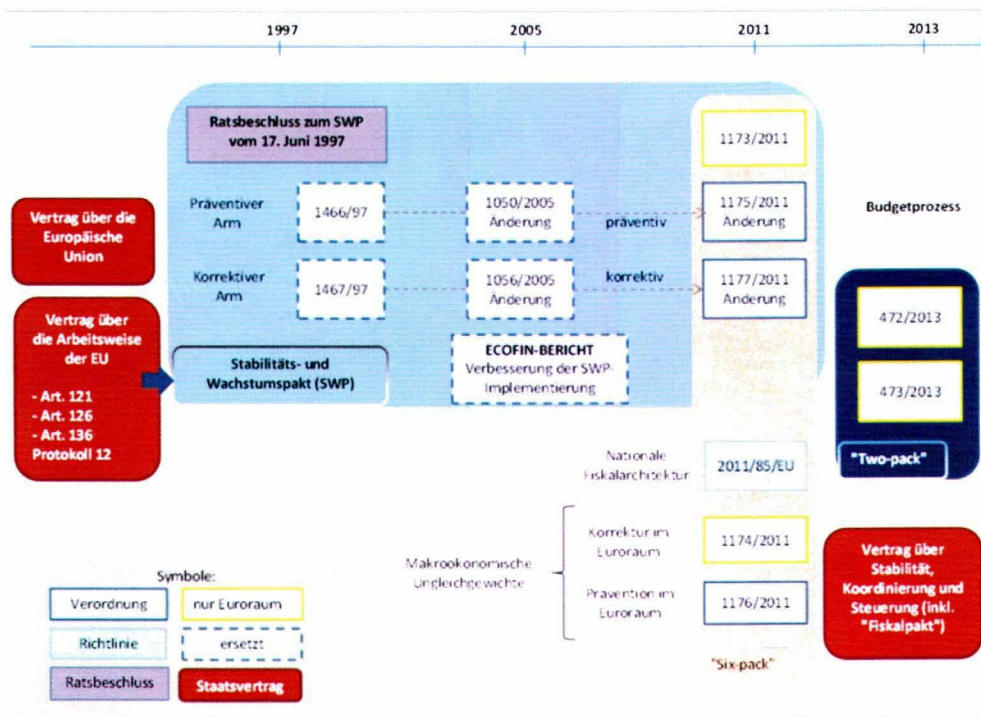 1997
2005
2011
2013
Ratsbeschluss zum SWP
vom 17. Juni 1997
1173/2011
Präventiver
Arm
1466/97
1050/2005
Änderung
präventiv
1175/2011
Änderung
Korrektiver
Arm
1467/97
1056/2005
Änderung
korrektiv
1177/2011
Änderung
Vertrag über die
Europäische
Union
Vertrag über
die Arbeitsweise
der EU
- Art. 121
- Art. 126
- Art. 136
Protokoll 12
Stabilitäts- und
Wachstumspakt (SWP)
ECOFIN-BERICHT
Verbesserung der SWP-
Implementierung
Budgetprozess
472/2013
473/2013
"Two-pack"
Nationale
Fiskalarchitektur
2011/85/EU
Makroökonomische
Ungleichgewichte
Korrektur im
Euroraum
1174/2011
Prävention im
Euroraum
1176/2011
"Six-pack"
Vertrag über
Stabilität,
Koordinierung und
Steuerung (inkl.
"Fiskalpakt")
Symbole:
Verordnung
nur Euroraum
Richtlinie
ersetzt
Ratsbeschluss
Staatsvertrag